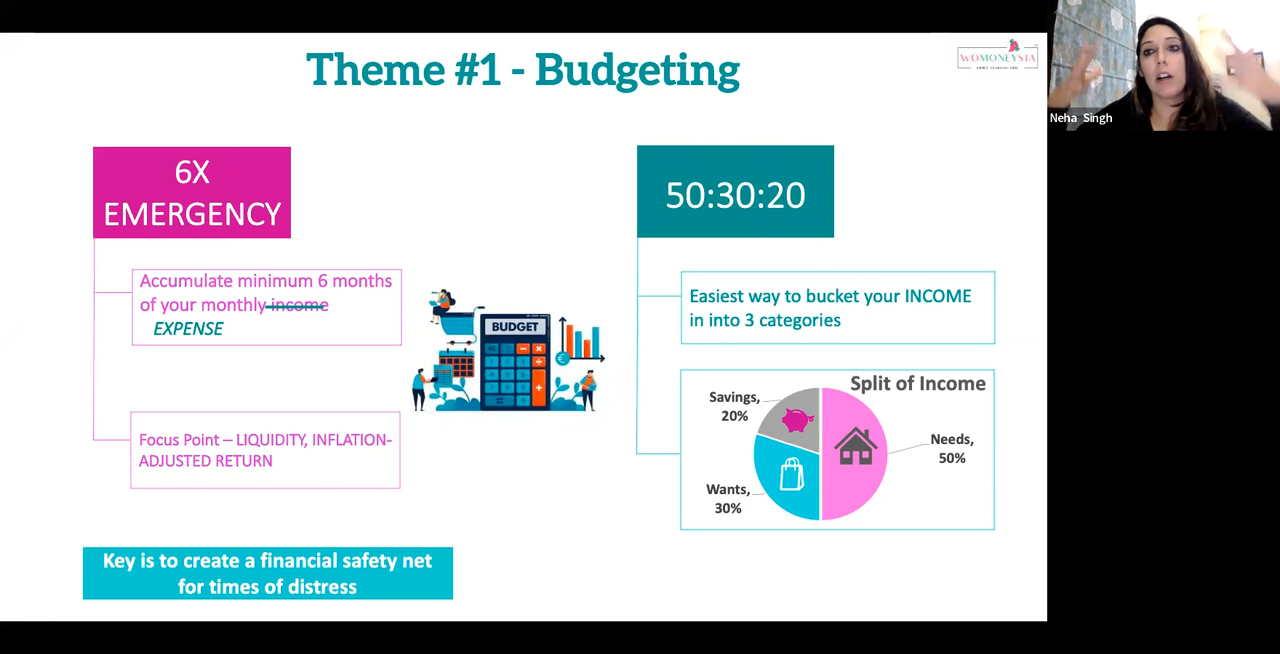 Theme #1 - Budgeting
WOMONEYSTA
Neha Singh
6X
EMERGENCY
Accumulate minimum 6 months
of your monthly income
EXPENSE
Focus Point – LIQUIDITY, INFLATION-
ADJUSTED RETURN
Key is to create a financial safety net
for times of distress
BUDGET
50:30:20
Easiest way to bucket your INCOME
in into 3 categories
Split of Income
Savings,
20%
Needs,
50%
Wants,
30%